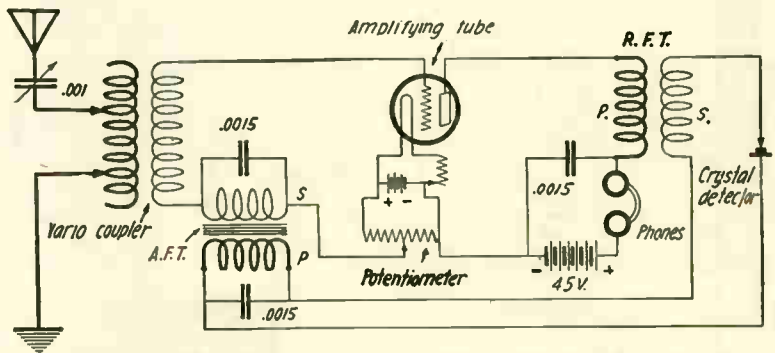 Amplifying tube
R.F.T.
.001
.0015
P.
S.
S
.0015
Crystal
detector
+ -
Phones
Vario coupler
A.F.T.
P
Potentiometer
- +
45V.
.0015